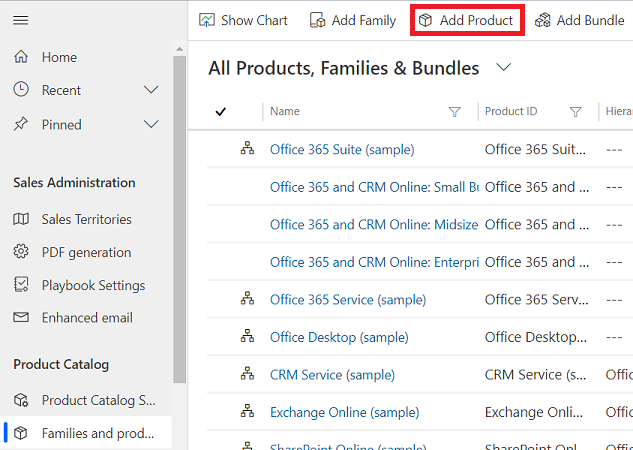 Show Chart Add Family Add Product Add Bundle
Home
Recent
Pinned
Sales Administration
Sales Territories
PDF generation
Playbook Settings
Enhanced email
Product Catalog
Product Catalog S...
Families and prod...
All Products, Families & Bundles
Name Product ID Hiera
Office 365 Suite (sample) Office 365 Suit... ---
Office 365 and CRM Online: Small Bu Office 365 and ... ---
Office 365 and CRM Online: Midsize Office 365 and ... ---
Office 365 and CRM Online: Enterpri Office 365 and ... ---
Office 365 Service (sample) Office 365 Serv... ---
Office Desktop (sample) Office Desktop... ---
CRM Service (sample) CRM Service (s... Office
Exchange Online (sample) Exchange Onli... Office
SharePoint Online (sample) SharePoint Onl... Office